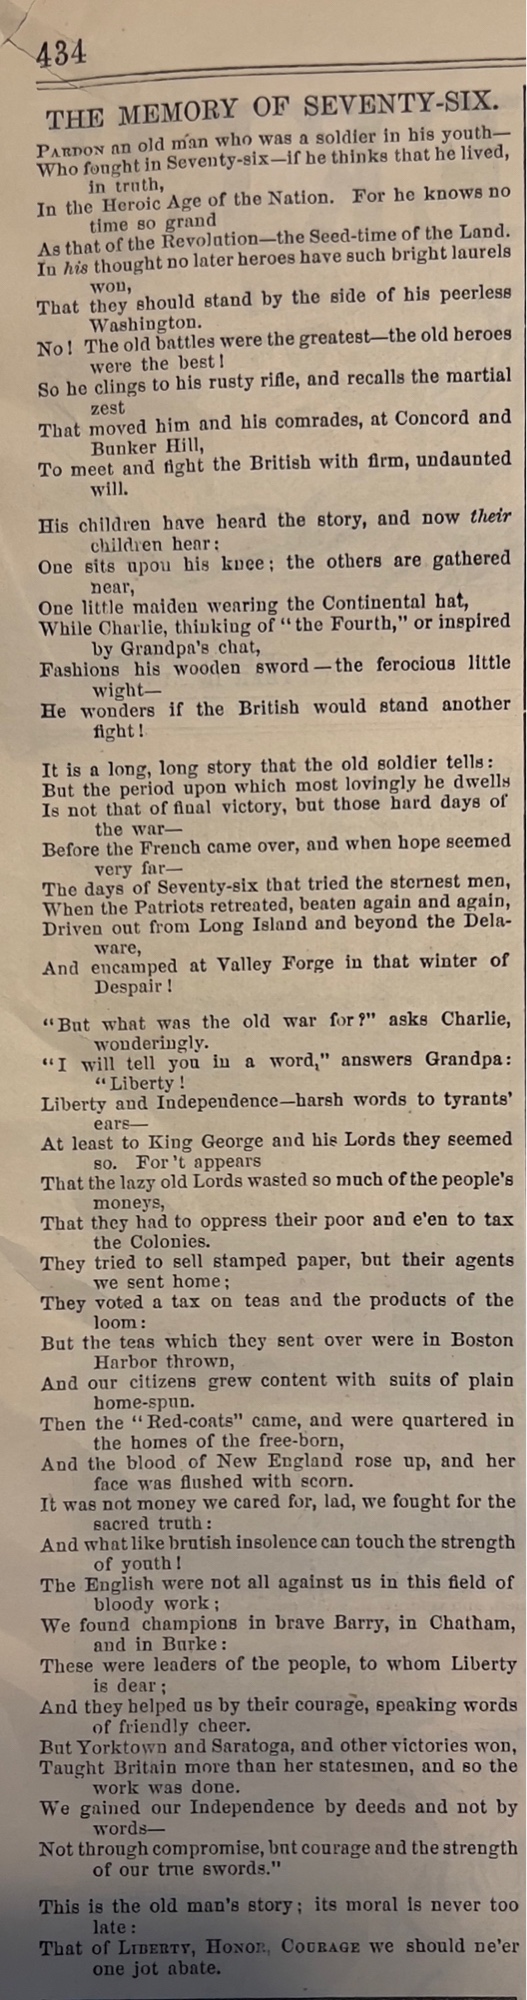 434
THE MEMORY OF SEVENTY-SIX.
PARDON an old man who was a soldier in his youth—
Who fought in Seventy-six—if he thinks that he lived,
in truth,
In the Heroic Age of the Nation. For he knows no
time so grand
As that of the Revolution—the Seed-time of the Land.
In his thought no later heroes have such bright laurels
won,
That they should stand by the side of his peerless
Washington.
No! The old battles were the greatest—the old heroes
were the best!
So he clings to his rusty rifle, and recalls the martial
zest
That moved him and his comrades, at Concord and
Bunker Hill,
To meet and fight the British with firm, undaunted
will.
His children have heard the story, and now their
children hear:
One sits upon his knee; the others are gathered
near,
One little maiden wearing the Continental hat,
While Charlie, thinking of "the Fourth," or inspired
by Grandpa's chat,
Fashions his wooden sword—the ferocious little
wight—
He wonders if the British would stand another
fight!
It is a long, long story that the old soldier tells:
But the period upon which most lovingly he dwells
Is not that of final victory, but those hard days of
the war—
Before the French came over, and when hope seemed
very far—
The days of Seventy-six that tried the sternest men,
When the Patriots retreated, beaten again and again,
Driven out from Long Island and beyond the Dela-
ware,
And encamped at Valley Forge in that winter of
Despair!
"But what was the old war for?" asks Charlie,
wonderingly.
"I will tell you in a word," answers Grandpa:
"Liberty!
Liberty and Independence—harsh words to tyrants'
ears—
At least to King George and his Lords they seemed
so. For 't appears
That the lazy old Lords wasted so much of the people's
moneys,
That they had to oppress their poor and e'en to tax
the Colonies.
They tried to sell stamped paper, but their agents
we sent home;
They voted a tax on teas and the products of the
loom:
But the teas which they sent over were in Boston
Harbor thrown,
And our citizens grew content with suits of plain
home-spun.
Then the "Red-coats" came, and were quartered in
the homes of the free-born,
And the blood of New England rose up, and her
face was flushed with scorn.
It was not money we cared for, lad, we fought for the
sacred truth:
And what like brutish insolence can touch the strength
of youth!
The English were not all against us in this field of
bloody work;
We found champions in brave Barry, in Chatham,
and in Burke:
These were leaders of the people, to whom Liberty
is dear;
And they helped us by their courage, speaking words
of friendly cheer.
But Yorktown and Saratoga, and other victories won,
Taught Britain more than her statesmen, and so the
work was done.
We gained our Independence by deeds and not by
words—
Not through compromise, but courage and the strength
of our true swords."
This is the old man's story; its moral is never too
late:
That of LIBERTY, HONOR, COURAGE we should ne'er
one jot abate.